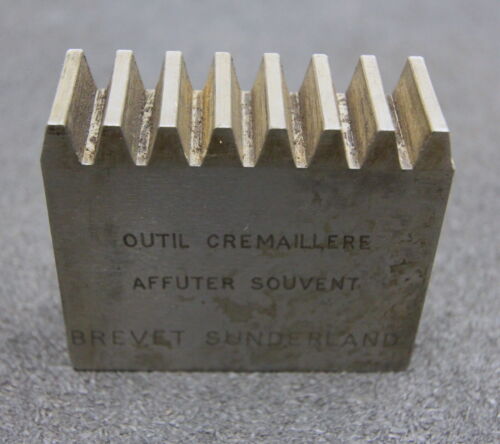 OUTIL CREMAILLERE
AFFUTER SOUVENT
BREVET SUNDERLAND